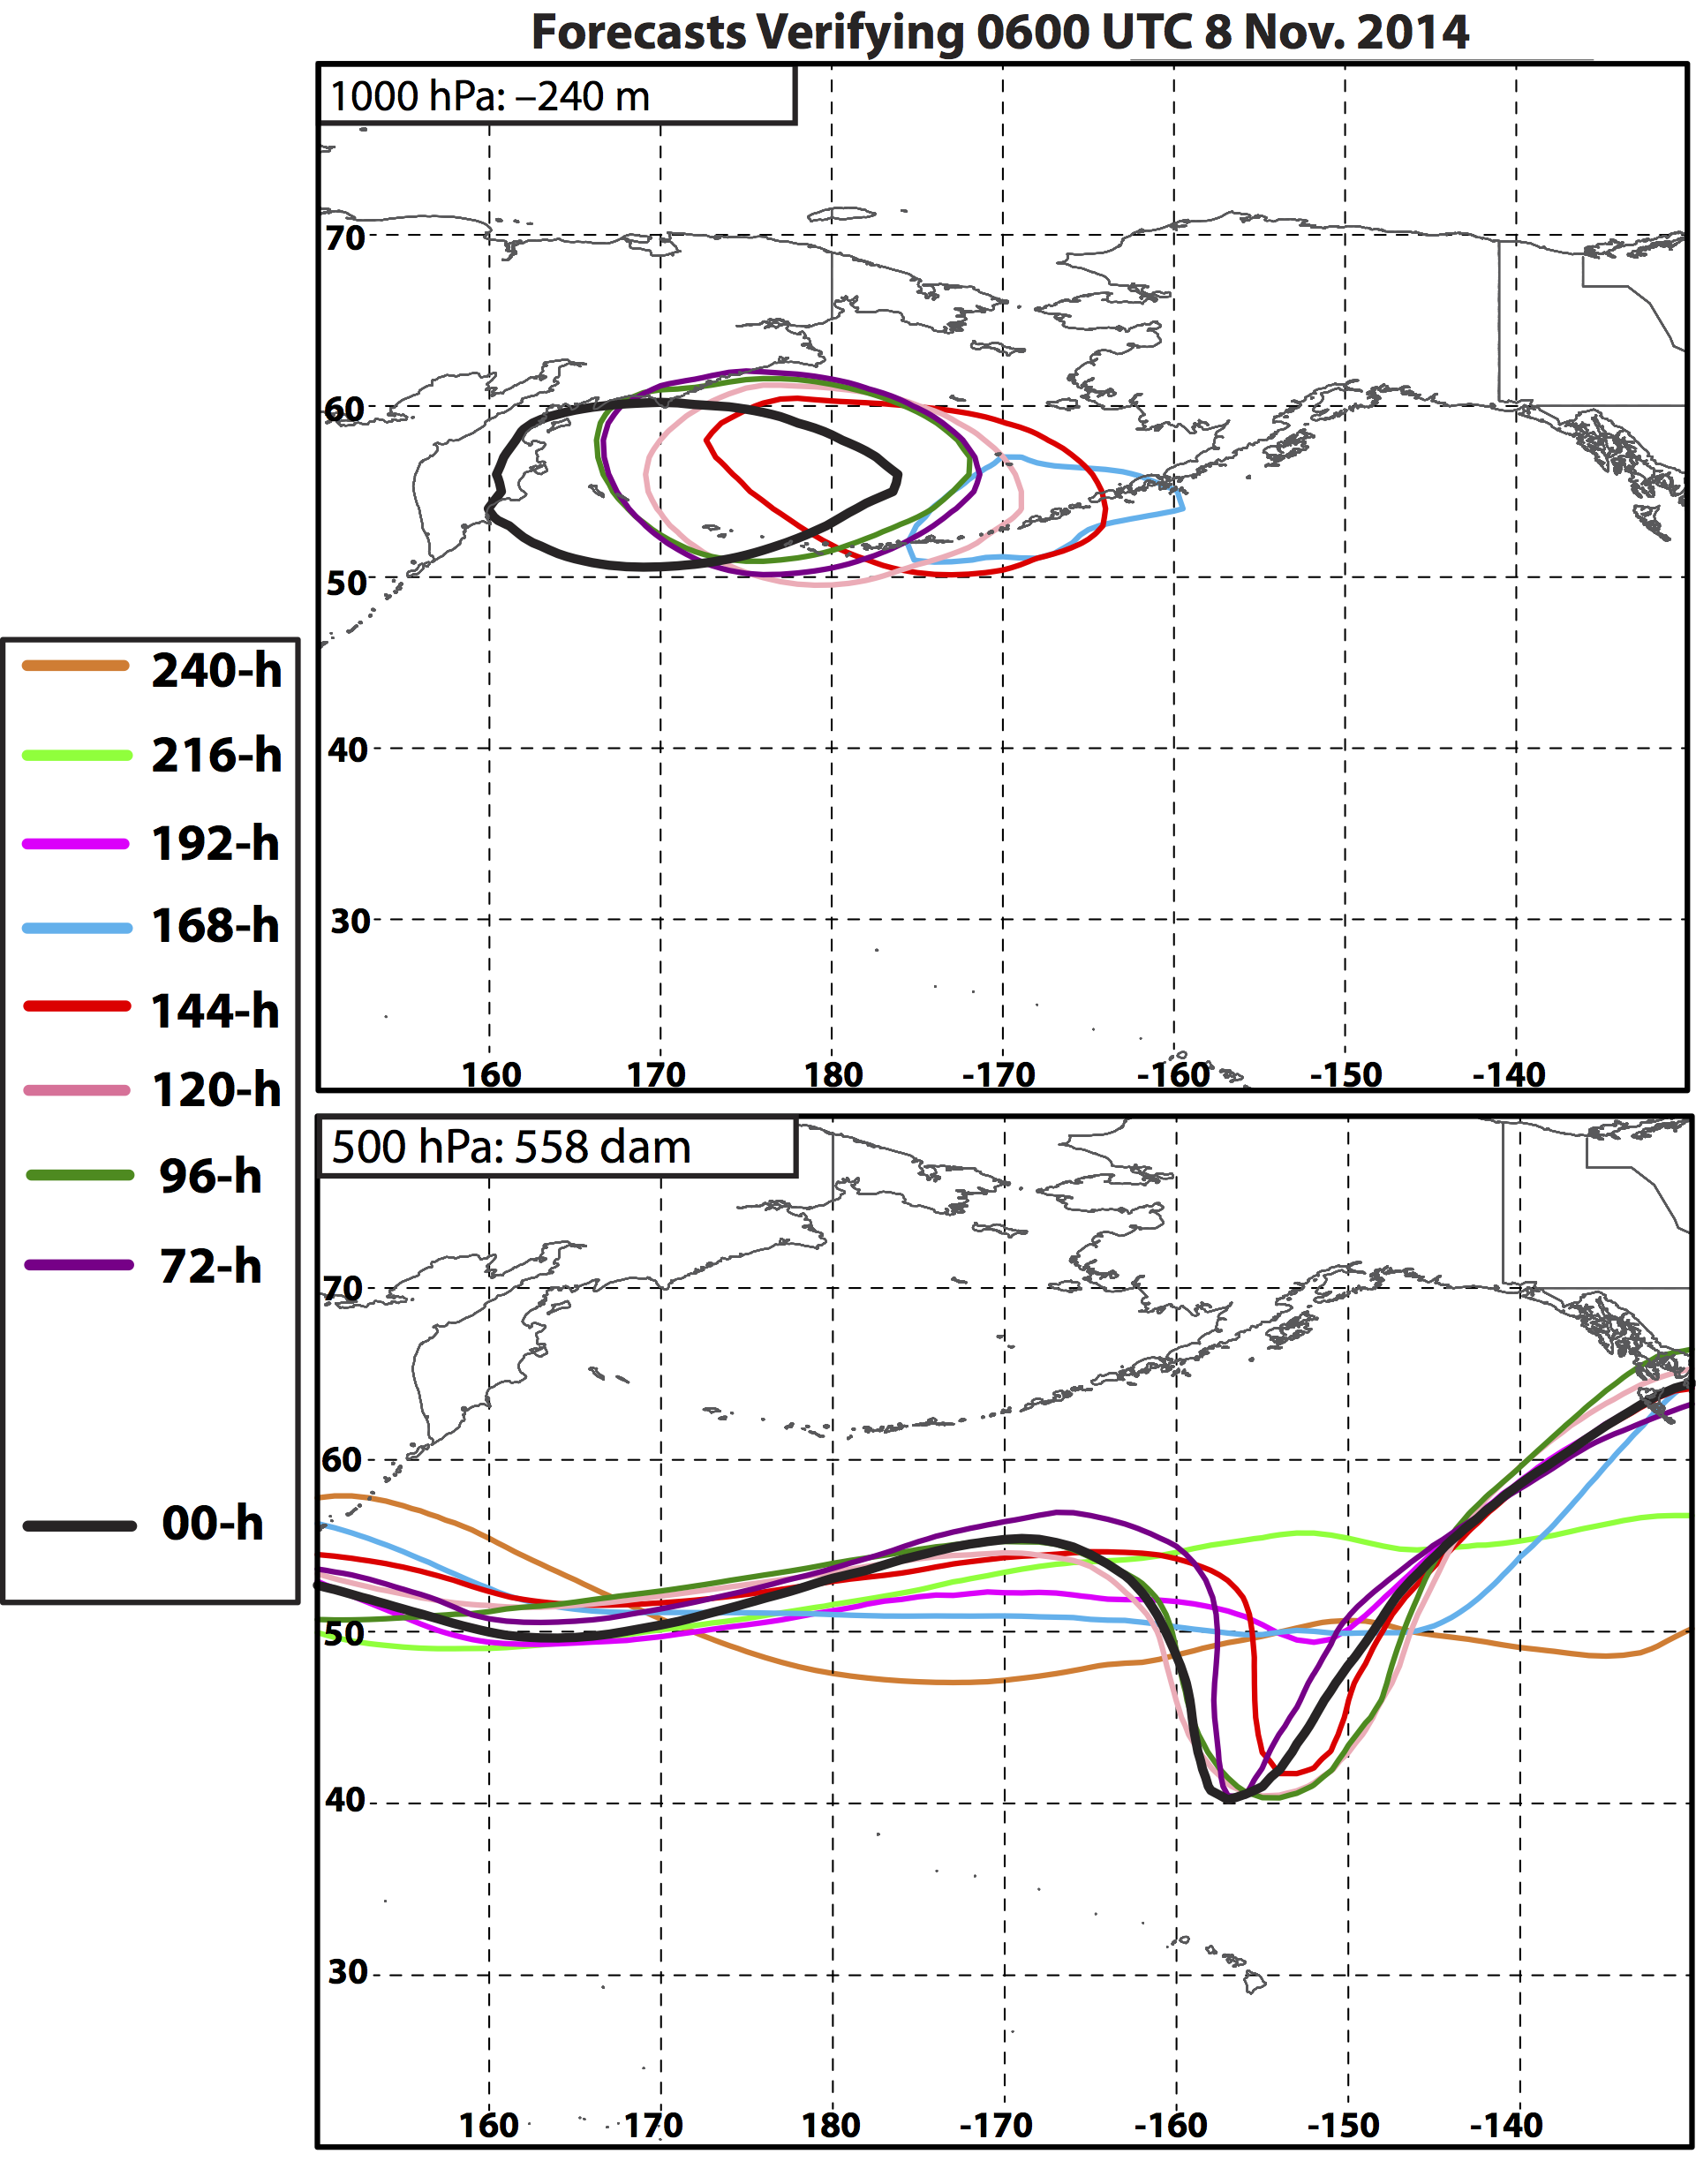 Forecasts Verifying 0600 UTC 8 Nov. 2014
1000 hPa: –240 m
70
60
50
40
30
160 170 180 -170 -160 -150 -140
240-h
216-h
192-h
168-h
144-h
120-h
96-h
72-h
00-h
500 hPa: 558 dam
70
60
50
40
30
160 170 180 -170 -160 -150 -140